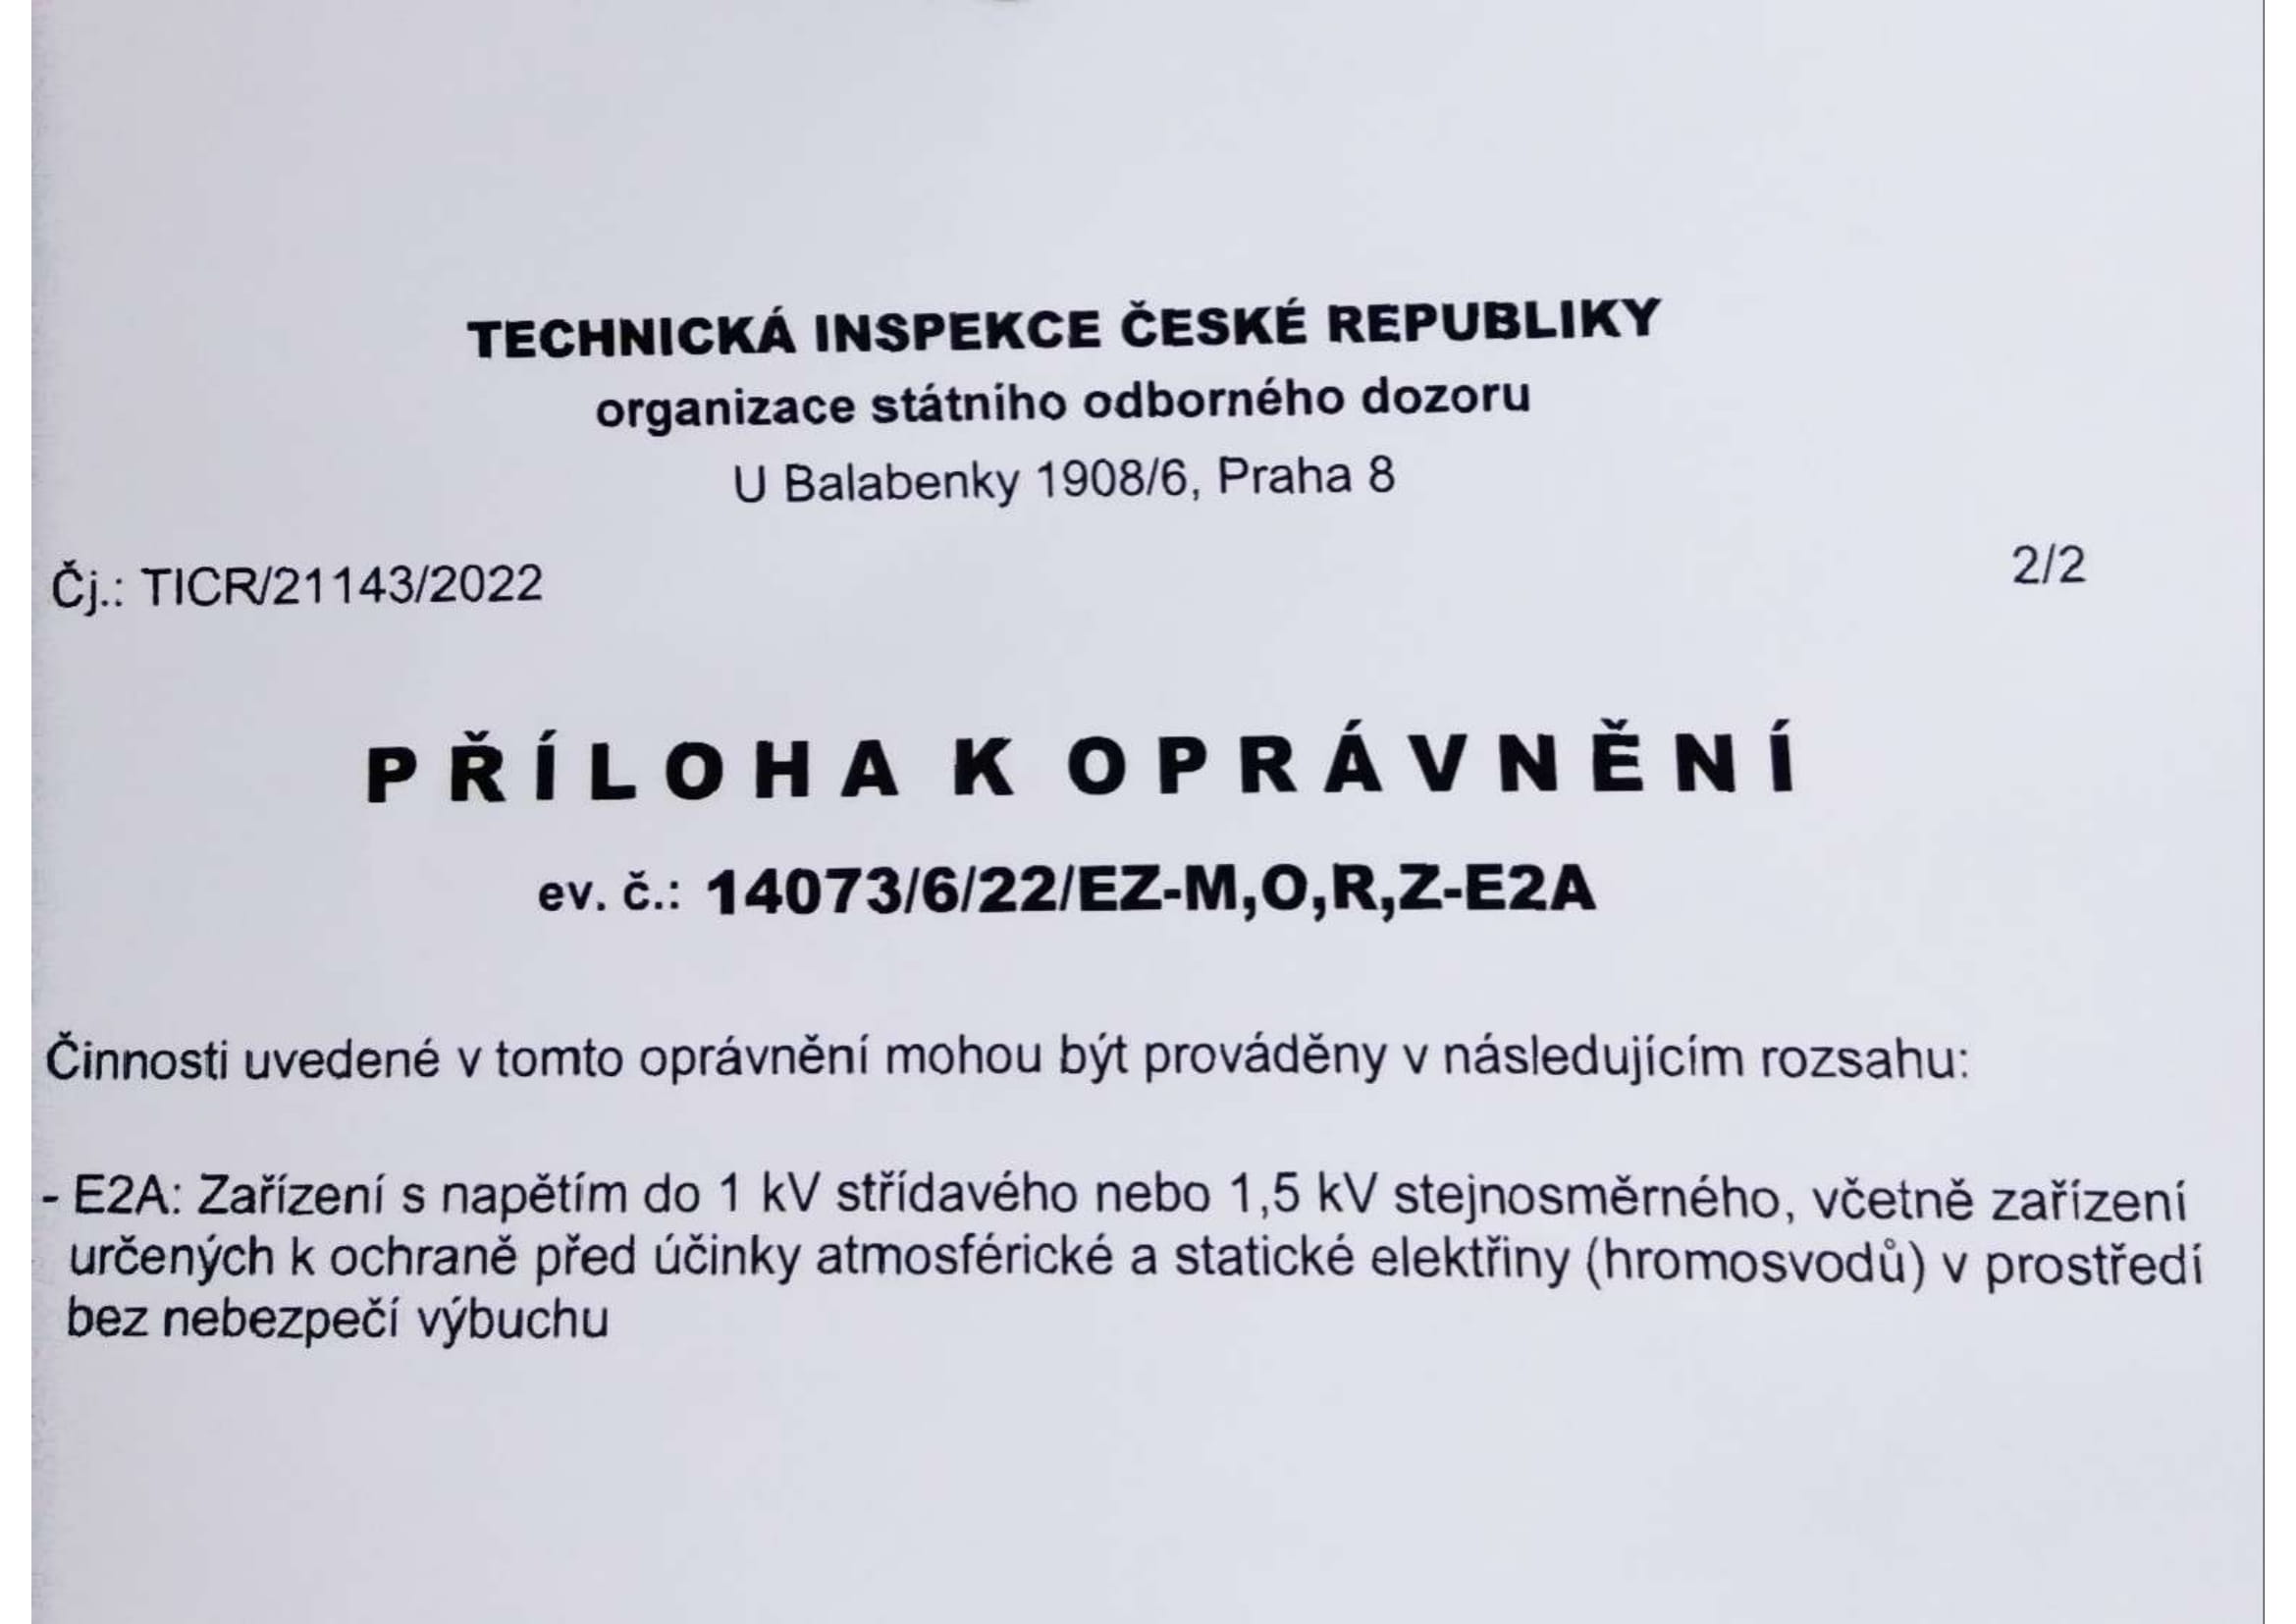 TECHNICKÁ INSPEKCE ČESKÉ REPUBLIKY
organizace státního odborného dozoru
U Balabenky 1908/6, Praha 8
Čj.: TICR/21143/2022
2/2
PŘÍLOHA K OPRÁVNĚNÍ
ev. č.: 14073/6/22/EZ-M,O,R,Z-E2A
Činnosti uvedené v tomto oprávnění mohou být prováděny v následujícím rozsahu:
- E2A: Zařízení s napětím do 1 kV střídavého nebo 1,5 kV stejnosměrného, včetně zařízení
určených k ochraně před účinky atmosférické a statické elektřiny (hromosvodů) v prostředí
bez nebezpečí výbuchu